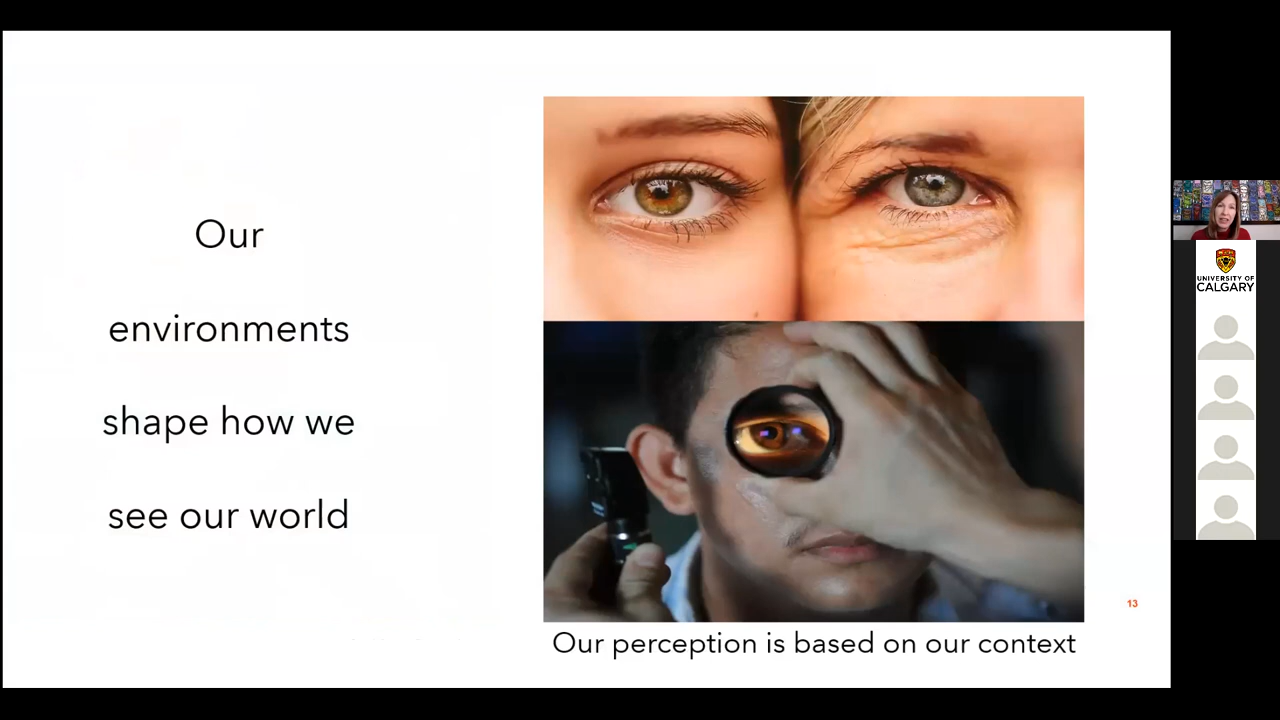 Our
environments
shape how we
see our world
Our perception is based on our context
13
UNIVERSITY OF
CALGARY